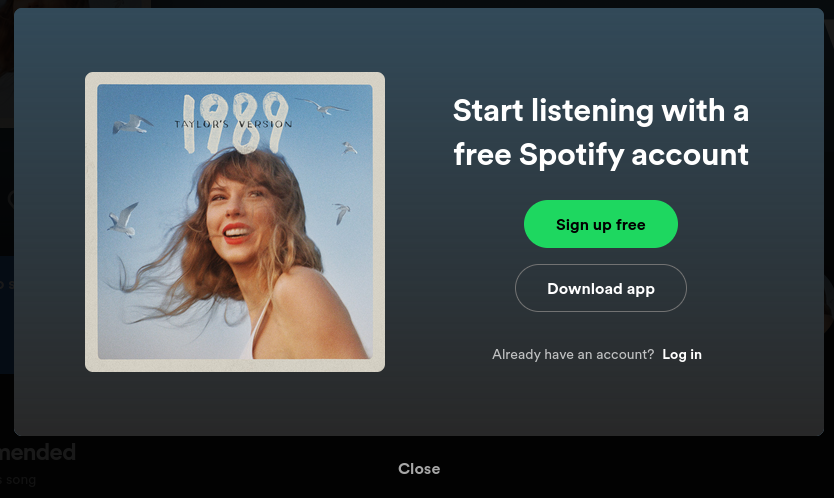 1989
TAYLOR'S VERSION
Start listening with a
free Spotify account
Sign up free
Download app
Already have an account? Log in
mended
song
Close